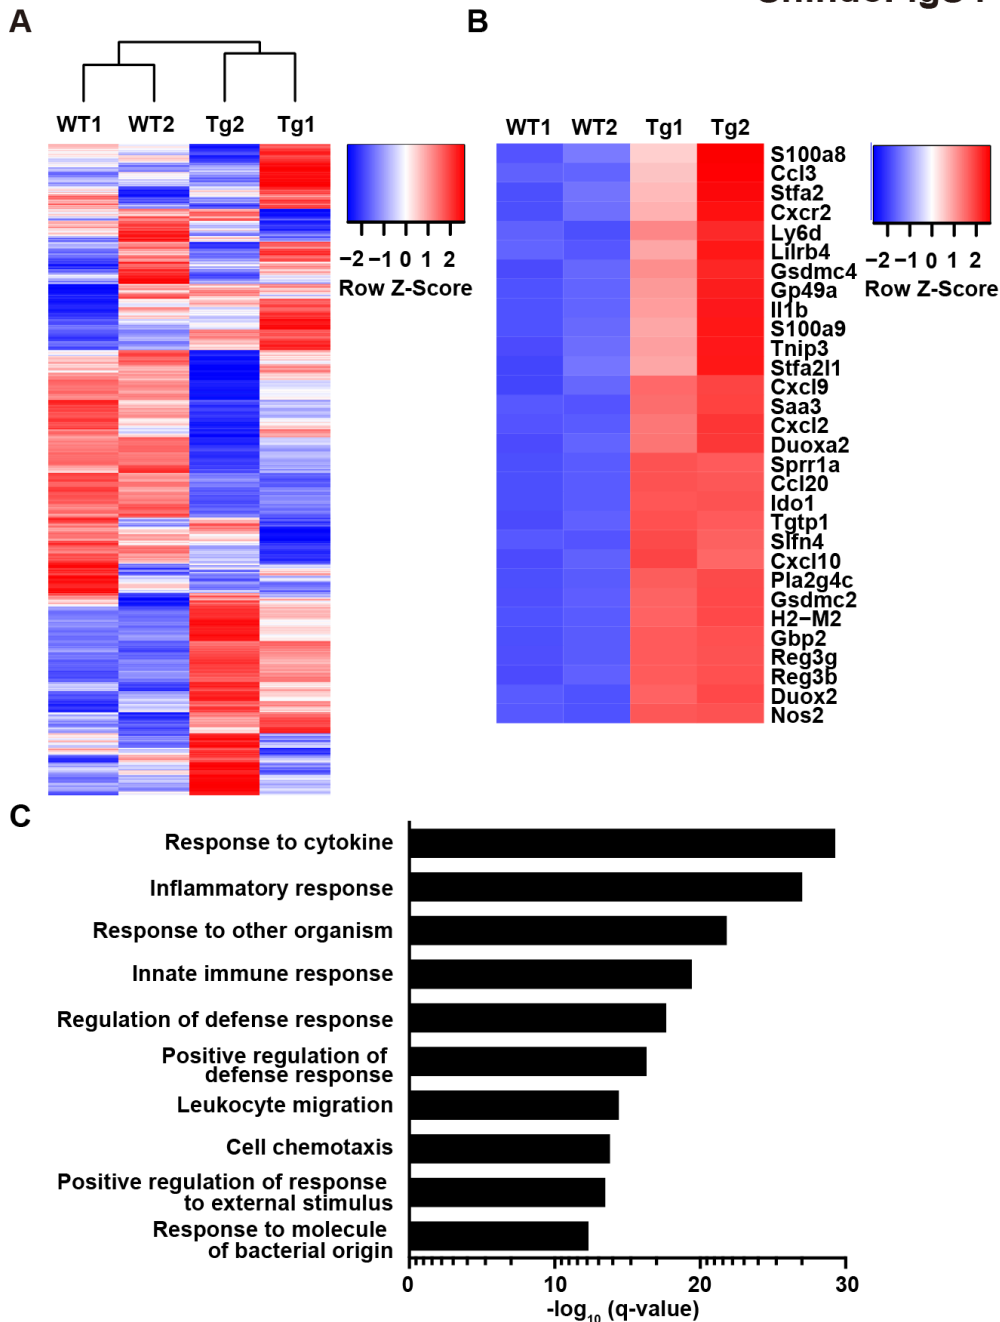 A
B
WT1 WT2 Tg2 Tg1
−2 −1 0 1 2
Row Z-Score
WT1 WT2 Tg1 Tg2
S100a8
Ccl3
Stfa2
Cxcr2
Ly6d
Lilrb4
Gsdmc4
Gp49a
Il1b
S100a9
Tnip3
Stfa2l1
Cxcl9
Saa3
Cxcl2
Duoxa2
Sprr1a
Ccl20
Ido1
Tgtp1
Slfn4
Cxcl10
Pla2g4c
Gsdmc2
H2−M2
Gbp2
Reg3g
Reg3b
Duox2
Nos2
−2 −1 0 1 2
Row Z-Score
C
Response to cytokine
Inflammatory response
Response to other organism
Innate immune response
Regulation of defense response
Positive regulation of
defense response
Leukocyte migration
Cell chemotaxis
Positive regulation of response
to external stimulus
Response to molecule
of bacterial origin
0 10 20 30
-log10 (q-value)